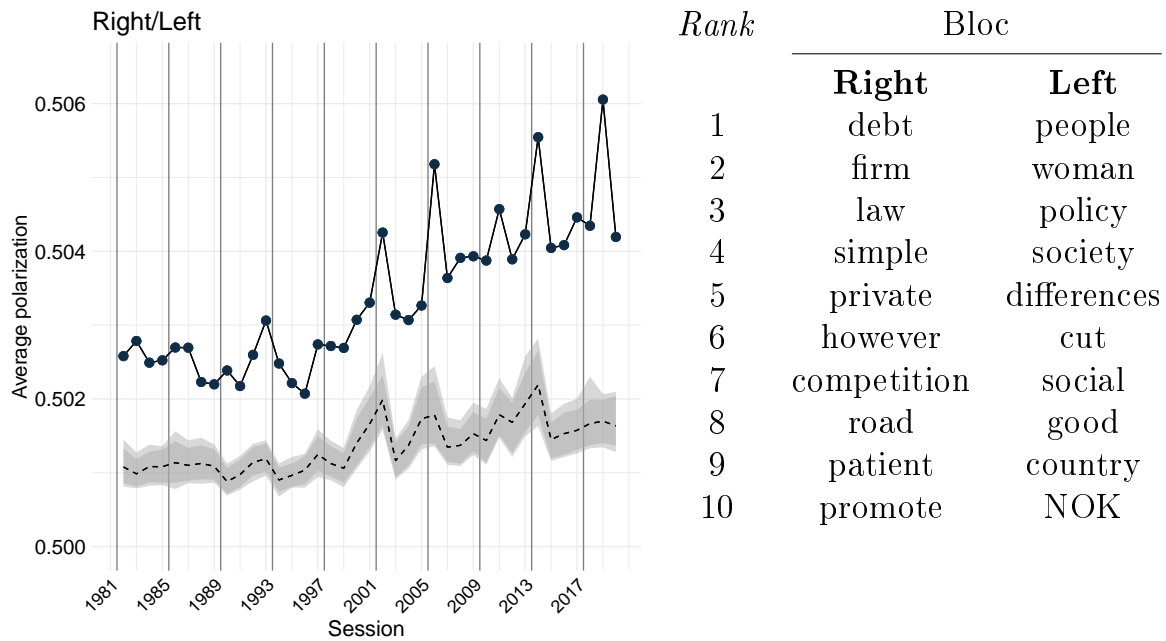 Right/Left
Average polarization
0.506
0.504
0.502
0.500
1981 1985 1989 1993 1997 2001 2005 2009 2013 2017
Session
Rank Bloc
Right Left
1 debt people
2 firm woman
3 law policy
4 simple society
5 private differences
6 however cut
7 competition social
8 road good
9 patient country
10 promote NOK